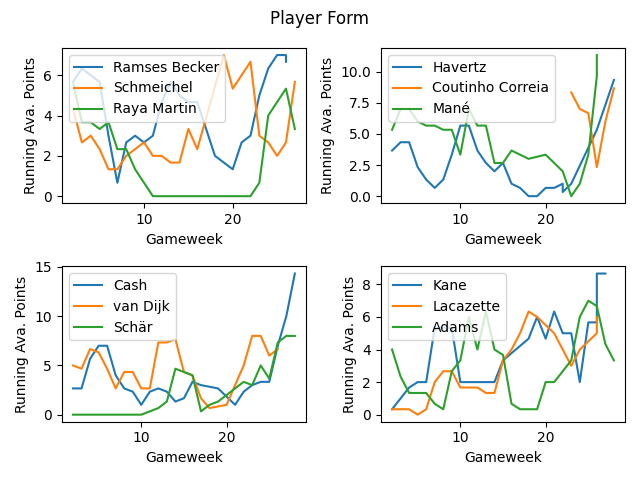 Player Form
Running Ava. Points
6
4
2
0
Ramses Becker
Schmeichel
Raya Martin
10
20
Gameweek
Running Ava. Points
10.0
7.5
5.0
2.5
0.0
Havertz
Coutinho Correia
Mané
10
20
Gameweek
Running Ava. Points
15
10
5
0
Cash
van Dijk
Schär
10
20
Gameweek
Running Ava. Points
8
6
4
2
0
Kane
Lacazette
Adams
10
20
Gameweek